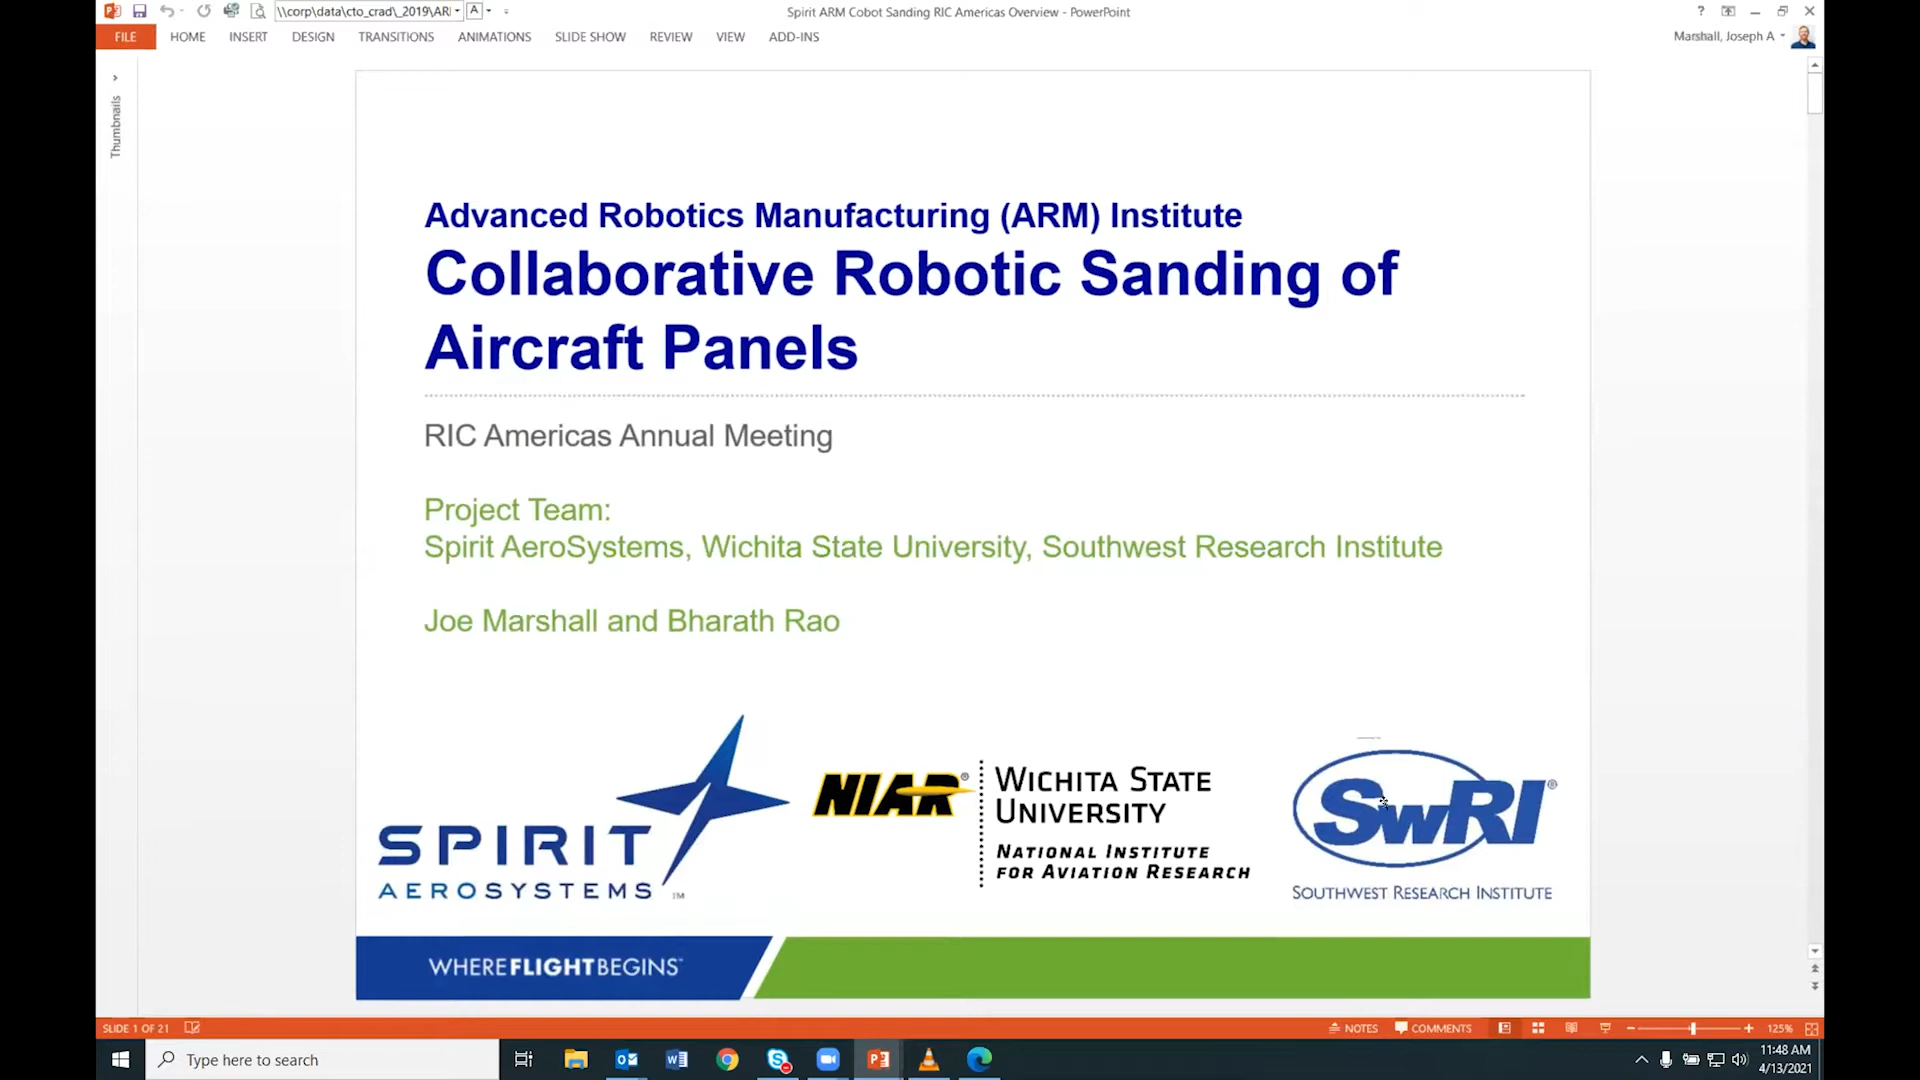 \\corp\data\cto_crad\_2019\ARI
A
Spirit ARM Cobot Sanding RIC Americas Overview - PowerPoint
?
FILE
HOME
INSERT
DESIGN
TRANSITIONS
ANIMATIONS
SLIDE SHOW
REVIEW
VIEW
ADD-INS
Marshall, Joseph A
Thumbnails
Advanced Robotics Manufacturing (ARM) Institute
Collaborative Robotic Sanding of
Aircraft Panels
RIC Americas Annual Meeting
Project Team:
Spirit AeroSystems, Wichita State University, Southwest Research Institute
Joe Marshall and Bharath Rao
SPIRIT
AEROSYSTEMS ™
NIAR®
WICHITA STATE
UNIVERSITY
NATIONAL INSTITUTE
FOR AVIATION RESEARCH
SwRI®
SOUTHWEST RESEARCH INSTITUTE
WHERE FLIGHT BEGINS™
SLIDE 1 OF 21
NOTES
COMMENTS
125%
Type here to search
11:48 AM
4/13/2021